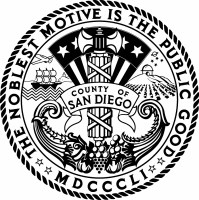 THE NOBLEST MOTIVE IS THE PUBLIC GOOD
COUNTY OF
SAN DIEGO
MDCCCLI